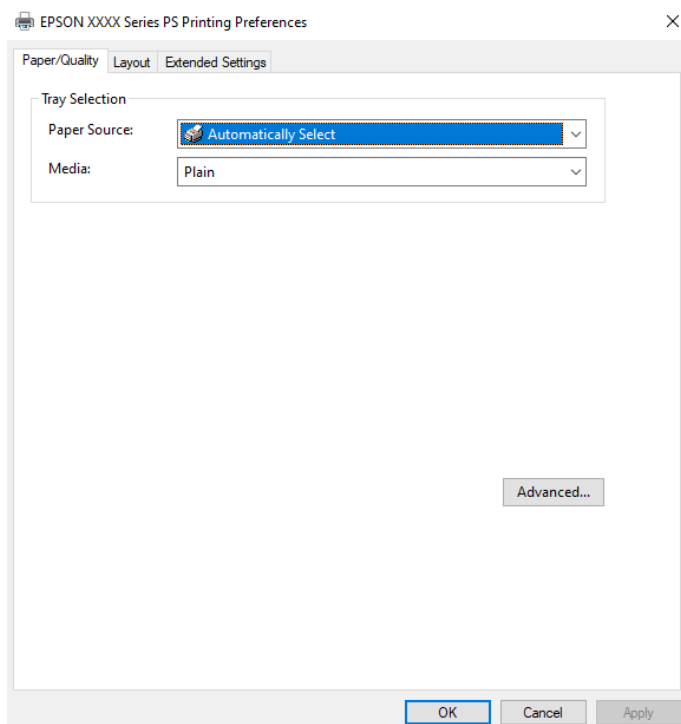 EPSON XXXX Series PS Printing Preferences
Paper/Quality Layout Extended Settings
Tray Selection
Paper Source: Automatically Select
Media: Plain
Advanced...
OK Cancel Apply